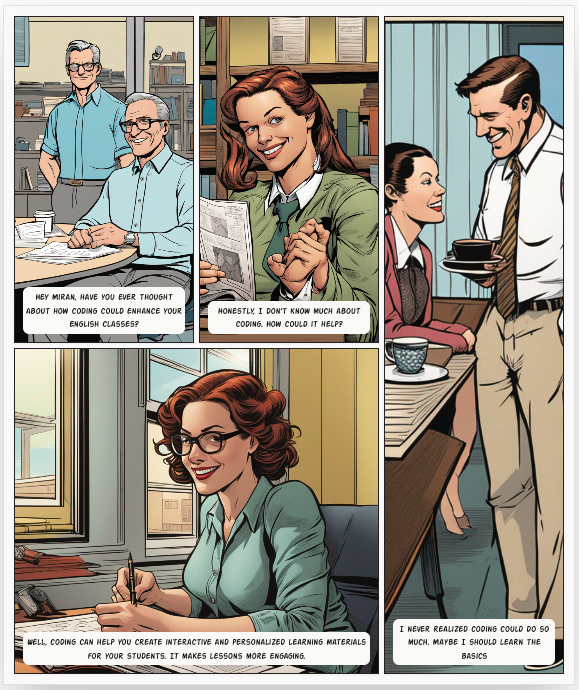 HEY MIRAN, HAVE YOU EVER THOUGHT
ABOUT HOW CODING COULD ENHANCE YOUR
ENGLISH CLASSES?
HONESTLY, I DON'T KNOW MUCH ABOUT
CODING. HOW COULD IT HELP?
WELL, CODING CAN HELP YOU CREATE INTERACTIVE AND PERSONALIZED LEARNING MATERIALS
FOR YOUR STUDENTS. IT MAKES LESSONS MORE ENGAGING.
I NEVER REALIZED CODING COULD DO SO
MUCH. MAYBE I SHOULD LEARN THE
BASICS